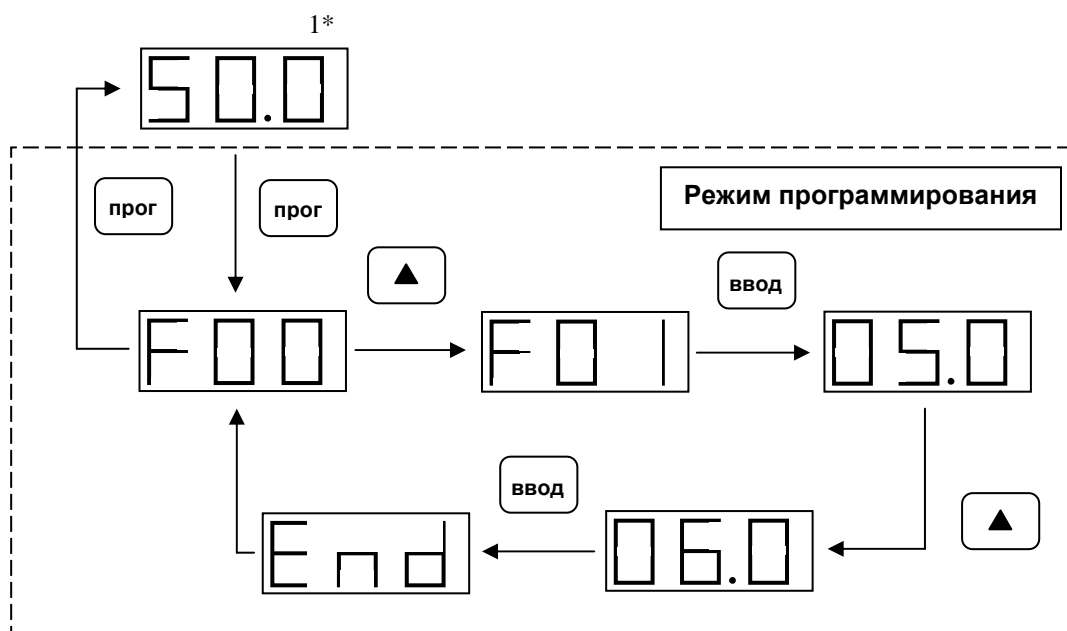 1*
50.0
Режим программирования
прог
прог
▲
ввод
F00
F01
05.0
ввод
▲
End
06.0